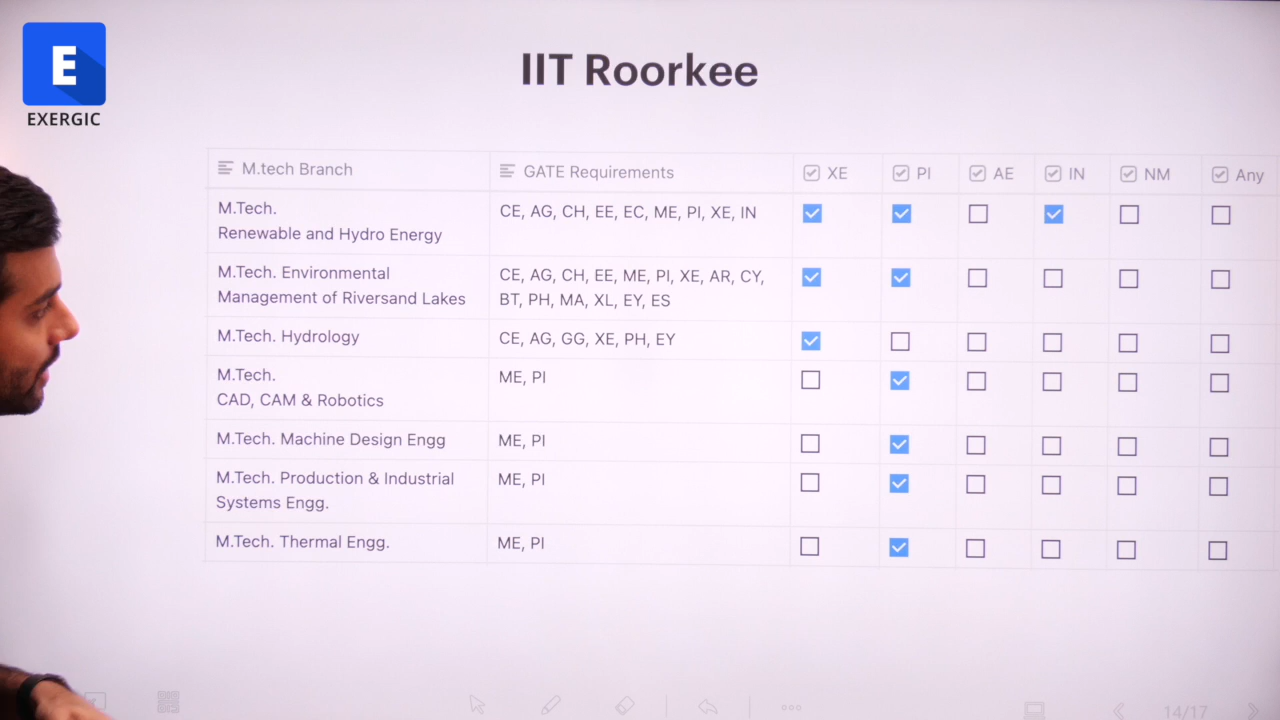 E
EXERGIC
IIT Roorkee
M.tech Branch GATE Requirements XE PI AE IN NM Any
M.Tech. CE, AG, CH, EE, EC, ME, PI, XE, IN
Renewable and Hydro Energy
M.Tech. Environmental CE, AG, CH, EE, ME, PI, XE, AR, CY,
Management of Riversand Lakes BT, PH, MA, XL, EY, ES
M.Tech. Hydrology CE, AG, GG, XE, PH, EY
M.Tech. ME, PI
CAD, CAM & Robotics
M.Tech. Machine Design Engg ME, PI
M.Tech. Production & Industrial ME, PI
Systems Engg.
M.Tech. Thermal Engg. ME, PI
14/17